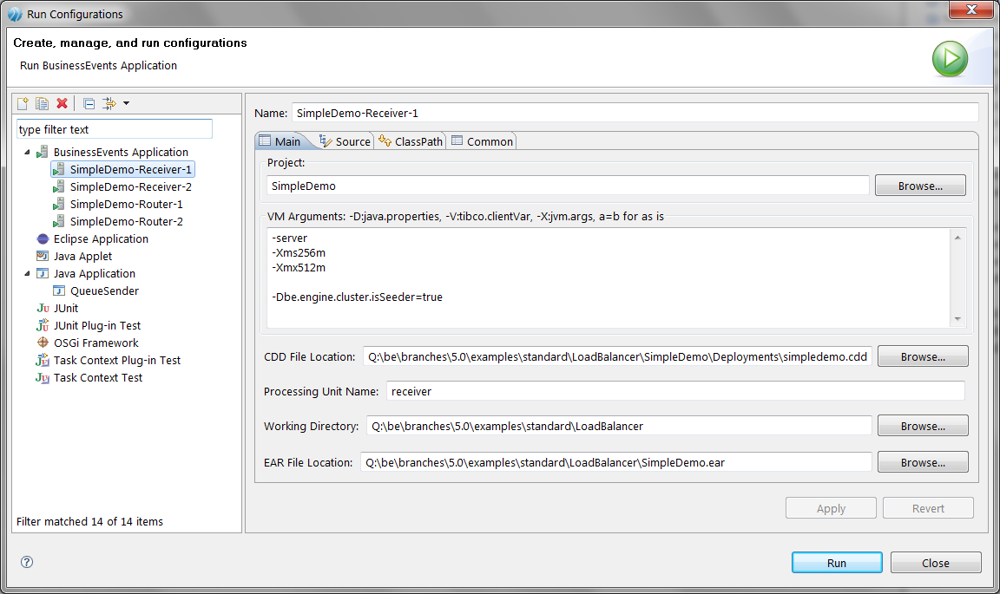 Run Configurations
Create, manage, and run configurations
Run BusinessEvents Application
type filter text
BusinessEvents Application
SimpleDemo-Receiver-1
SimpleDemo-Receiver-2
SimpleDemo-Router-1
SimpleDemo-Router-2
Eclipse Application
Java Applet
Java Application
QueueSender
JUnit
JUnit Plug-in Test
OSGi Framework
Task Context Plug-in Test
Task Context Test
Filter matched 14 of 14 items
Name: SimpleDemo-Receiver-1
Main Source ClassPath Common
Project:
SimpleDemo Browse...
VM Arguments: -D:java.properties, -V:tibco.clientVar, -X:jvm.args, a=b for as is
-server
-Xms256m
-Xmx512m
-Dbe.engine.cluster.isSeeder=true
CDD File Location: Q:\be\branches\5.0\examples\standard\LoadBalancer\SimpleDemo\Deployments\simpledemo.cdd Browse...
Processing Unit Name: receiver
Working Directory: Q:\be\branches\5.0\examples\standard\LoadBalancer Browse...
EAR File Location: Q:\be\branches\5.0\examples\standard\LoadBalancer\SimpleDemo.ear Browse...
Apply Revert
Run Close